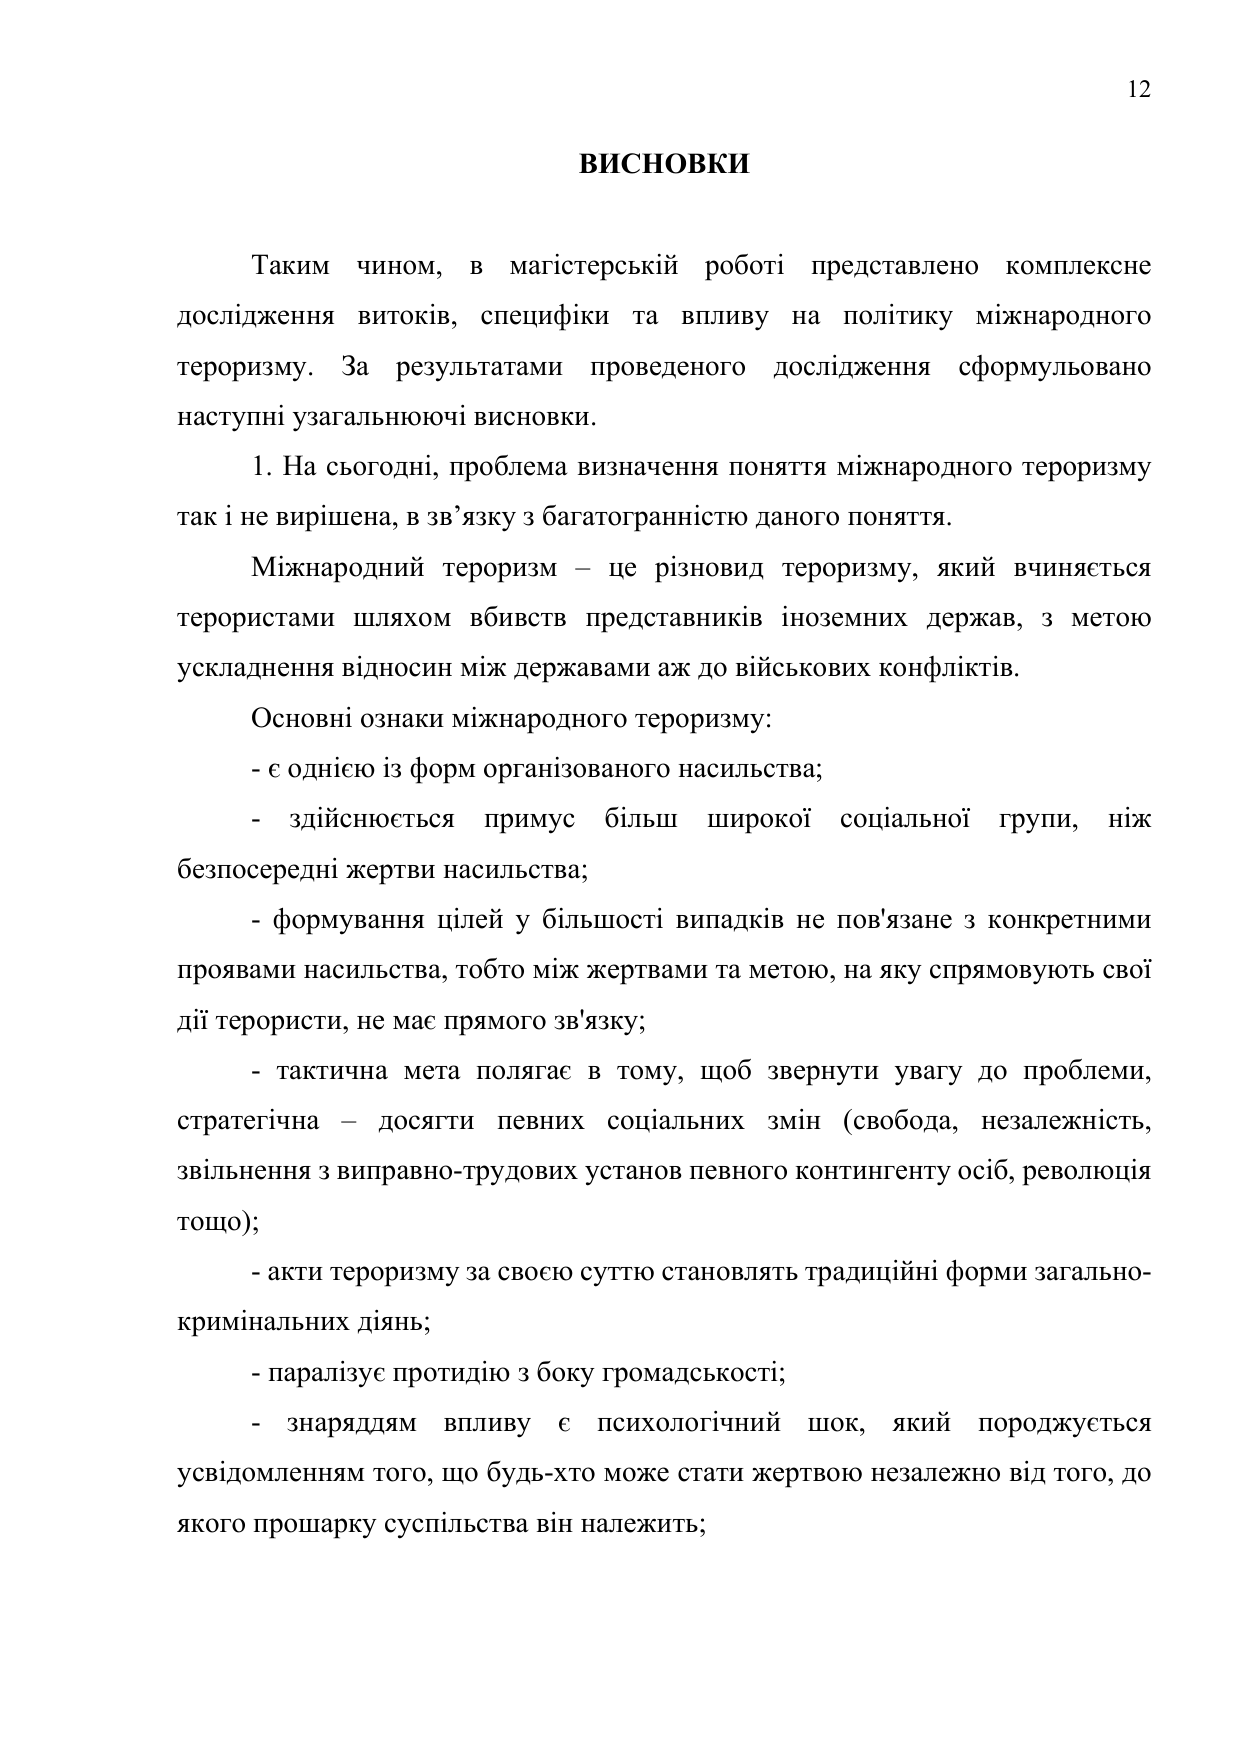 12
ВИСНОВКИ
Таким чином, в магістерській роботі представлено комплексне
дослідження витоків, специфіки та впливу на політику міжнародного
тероризму. За результатами проведеного дослідження сформульовано
наступні узагальнюючі висновки.
1. На сьогодні, проблема визначення поняття міжнародного тероризму
так і не вирішена, в зв’язку з багатогранністю даного поняття.
Міжнародний тероризм – це різновид тероризму, який вчиняється
терористами шляхом вбивств представників іноземних держав, з метою
ускладнення відносин між державами аж до військових конфліктів.
Основні ознаки міжнародного тероризму:
- є однією із форм організованого насильства;
- здійснюється примус більш широкої соціальної групи, ніж
безпосередні жертви насильства;
- формування цілей у більшості випадків не пов'язане з конкретними
проявами насильства, тобто між жертвами та метою, на яку спрямовують свої
дії терористи, не має прямого зв'язку;
- тактична мета полягає в тому, щоб звернути увагу до проблеми,
стратегічна – досягти певних соціальних змін (свобода, незалежність,
звільнення з виправно-трудових установ певного контингенту осіб, революція
тощо);
- акти тероризму за своєю суттю становлять традиційні форми загально-
кримінальних діянь;
- паралізує протидію з боку громадськості;
- знаряддям впливу є психологічний шок, який породжується
усвідомленням того, що будь-хто може стати жертвою незалежно від того, до
якого прошарку суспільства він належить;